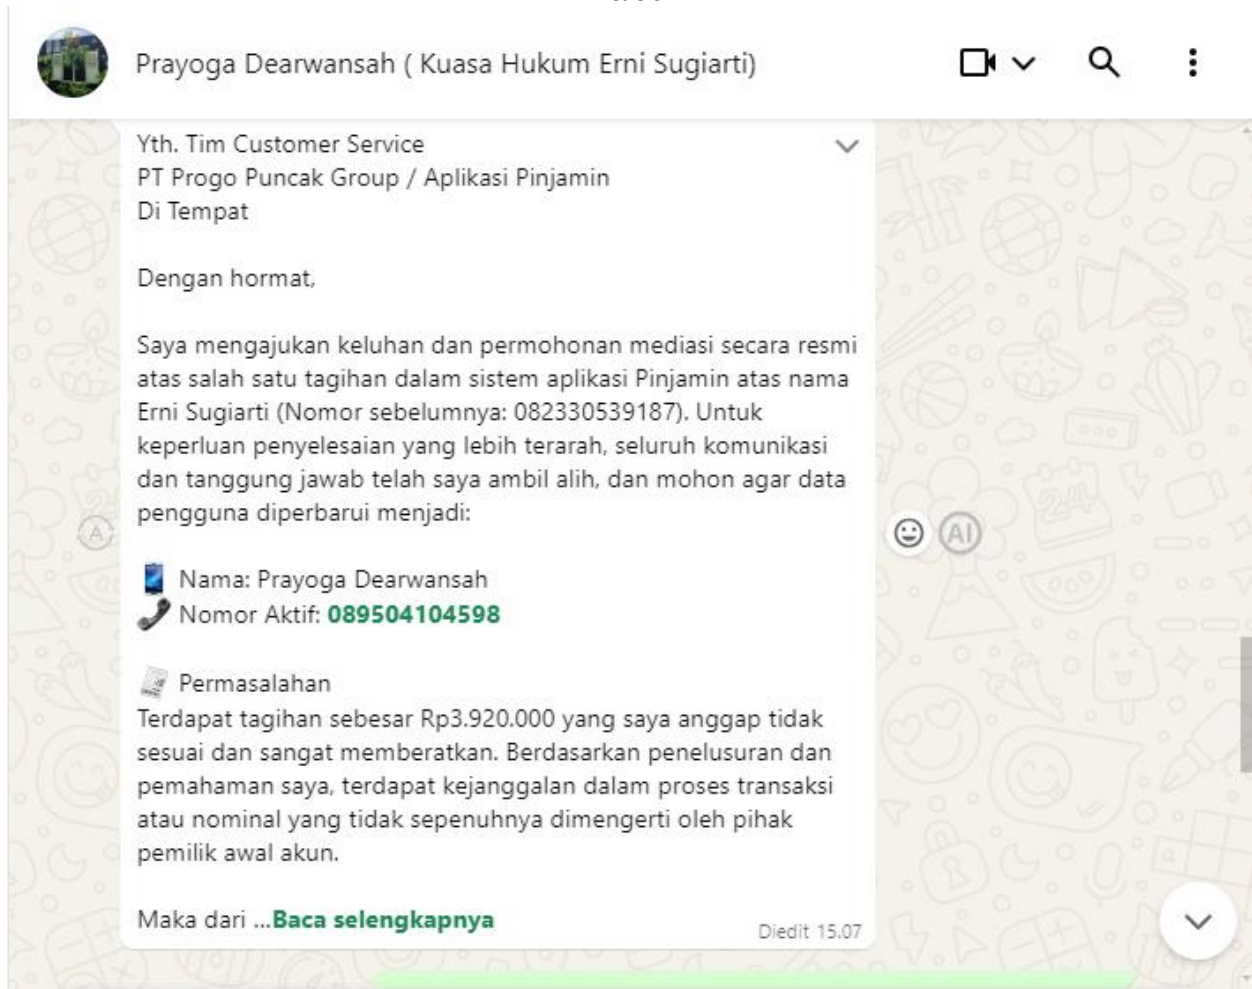 Prayoga Dearwansah ( Kuasa Hukum Erni Sugiarti)
Yth. Tim Customer Service
PT Progo Puncak Group / Aplikasi Pinjamin
Di Tempat
Dengan hormat,
Saya mengajukan keluhan dan permohonan mediasi secara resmi
atas salah satu tagihan dalam sistem aplikasi Pinjamin atas nama
Erni Sugiarti (Nomor sebelumnya: 082330539187). Untuk
keperluan penyelesaian yang lebih terarah, seluruh komunikasi
dan tanggung jawab telah saya ambil alih, dan mohon agar data
pengguna diperbarui menjadi:
Nama: Prayoga Dearwansah
Nomor Aktif: 089504104598
Permasalahan
Terdapat tagihan sebesar Rp3.920.000 yang saya anggap tidak
sesuai dan sangat memberatkan. Berdasarkan penelusuran dan
pemahaman saya, terdapat kejanggalan dalam proses transaksi
atau nominal yang tidak sepenuhnya dimengerti oleh pihak
pemilik awal akun.
Maka dari ...Baca selengkapnya
Diedit 15.07
A
AI